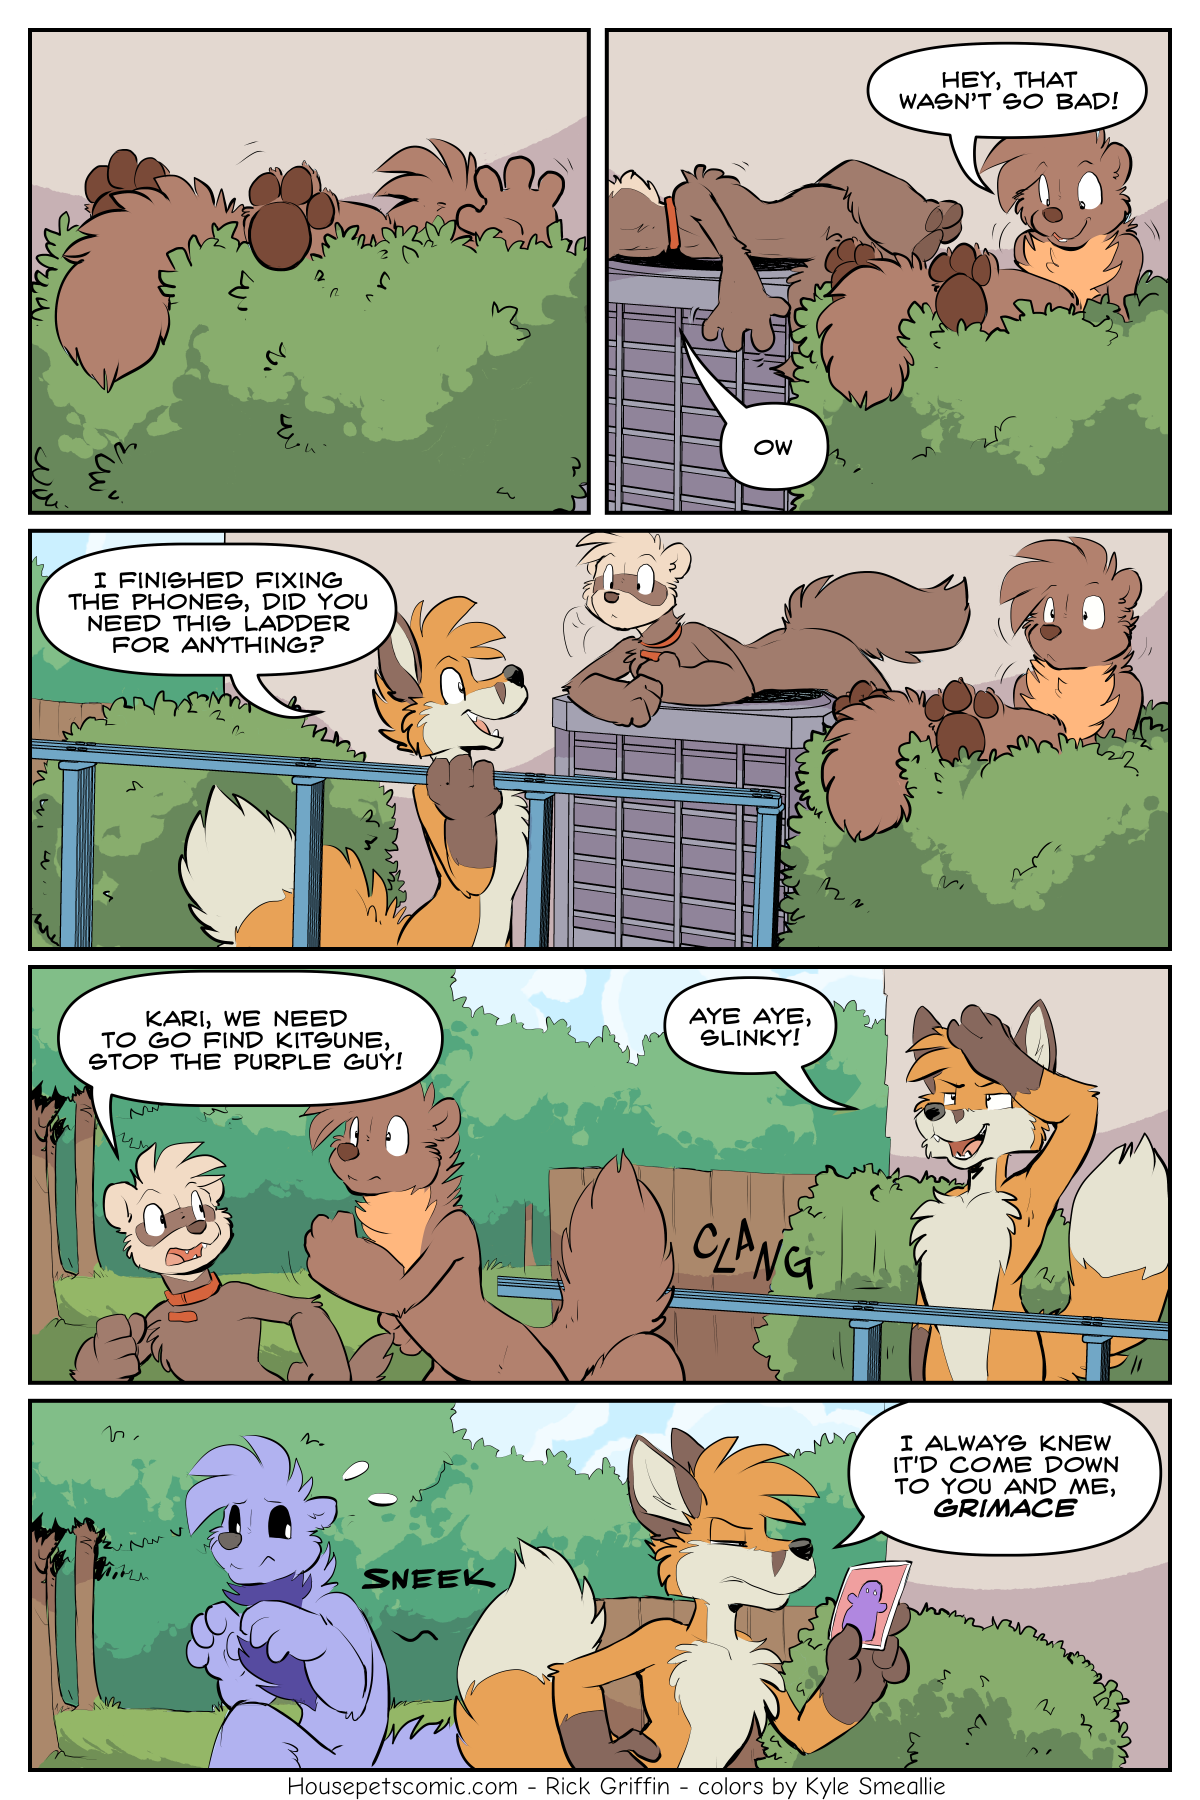 HEY, THAT
WASN'T SO BAD!
OW
I FINISHED FIXING
THE PHONES, DID YOU
NEED THIS LADDER
FOR ANYTHING?
KARI, WE NEED
TO GO FIND KITSUNE,
STOP THE PURPLE GUY!
AYE AYE,
SLINKY!
CLANG
I ALWAYS KNEW
IT'D COME DOWN
TO YOU AND ME,
GRIMACE
SNEEK
Housepetscomic.com - Rick Griffin - colors by Kyle Smeallie